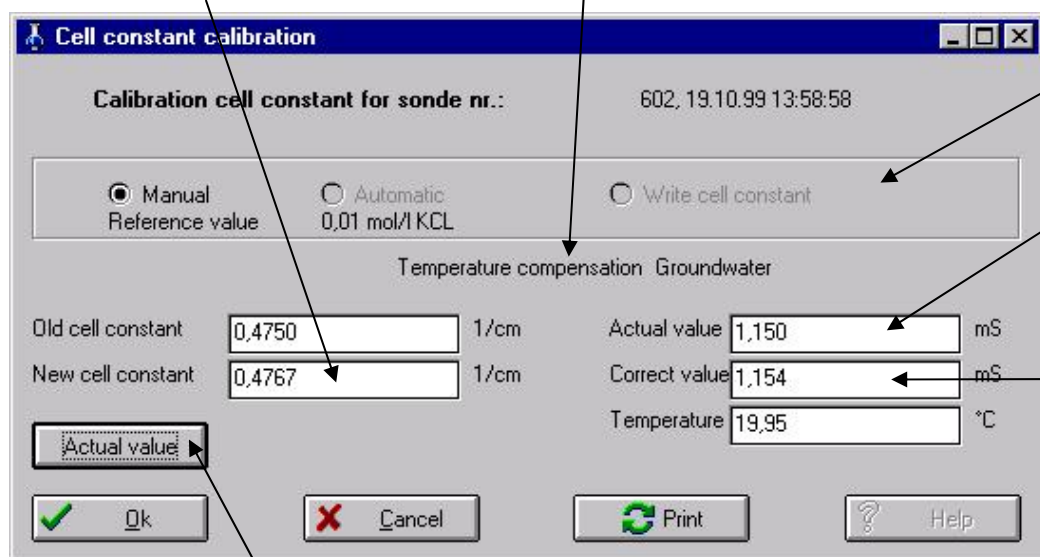 Cell constant calibration
Calibration cell constant for sonde nr.: 602, 19.10.99 13:58:58
Manual Automatic Write cell constant
Reference value 0,01 mol/l KCL
Temperature compensation Groundwater
Old cell constant 0,4750 1/cm Actual value 1,150 mS
New cell constant 0,4767 1/cm Correct value 1,154 mS
Temperature 19,95 °C
Actual value
Ok Cancel Print Help